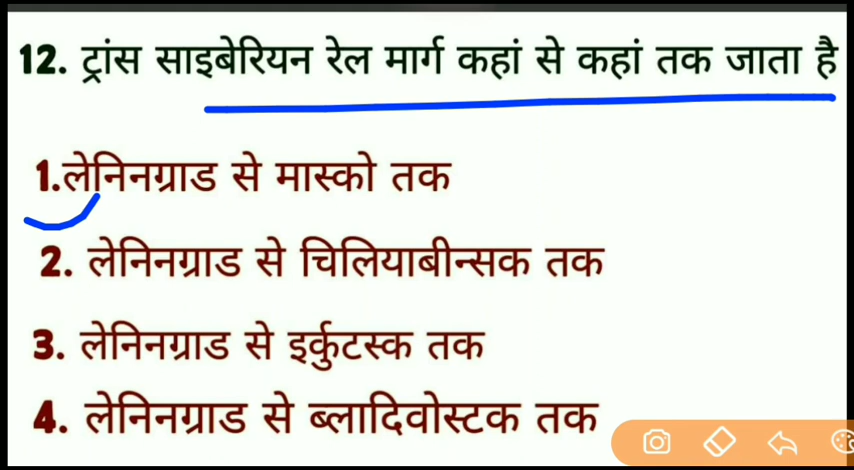 12. ट्रांस साइबेरियन रेल मार्ग कहां से कहां तक जाता है
1.लेनिनग्राड से मास्को तक
2. लेनिनग्राड से चिलियाबीन्सक तक
3. लेनिनग्राड से इर्कुटस्क तक
4. लेनिनग्राड से ब्लादिवोस्टक तक